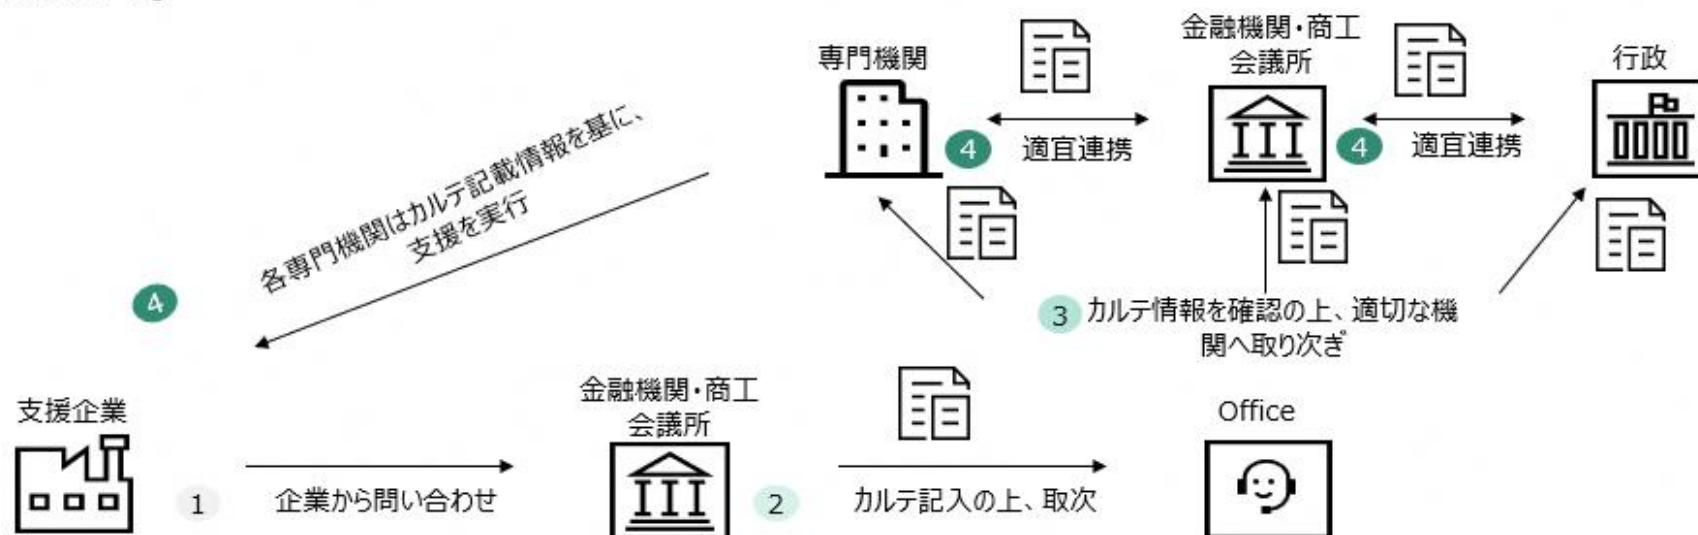 専門機関
金融機関・商工
会議所
行政
4
適宜連携
4
適宜連携
各専門機関はカルテ記載情報を基に、
支援を実行
4
3
カルテ情報を確認の上、適切な機
関へ取り次ぎ
支援企業
1
企業から問い合わせ
金融機関・商工
会議所
2
カルテ記入の上、取次
Office